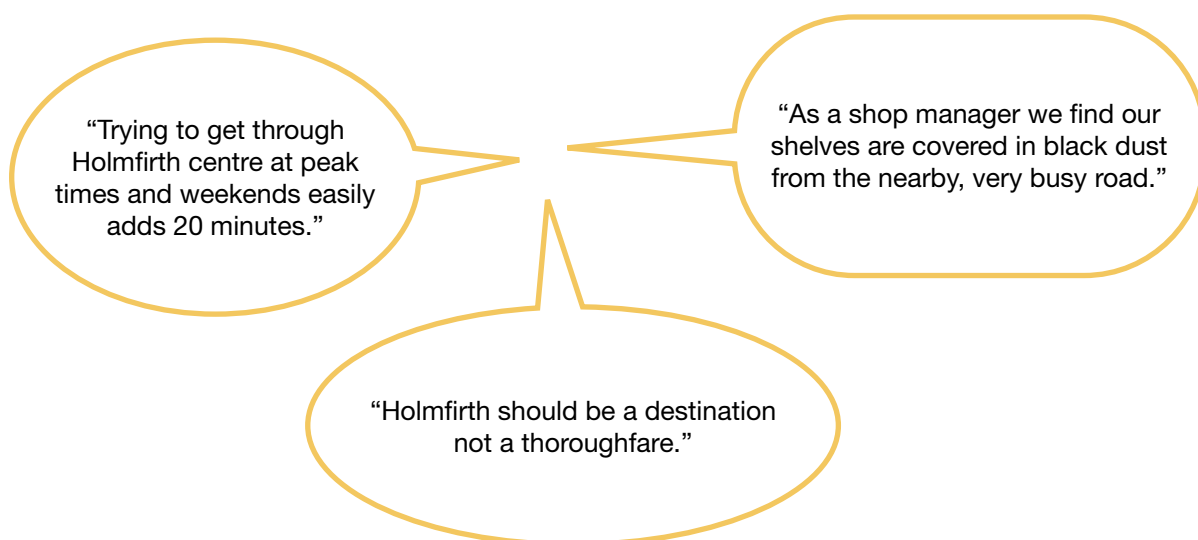 “Trying to get through
Holmfirth centre at peak
times and weekends easily
adds 20 minutes.”
“As a shop manager we find our
shelves are covered in black dust
from the nearby, very busy road.”
“Holmfirth should be a destination
not a thoroughfare.”